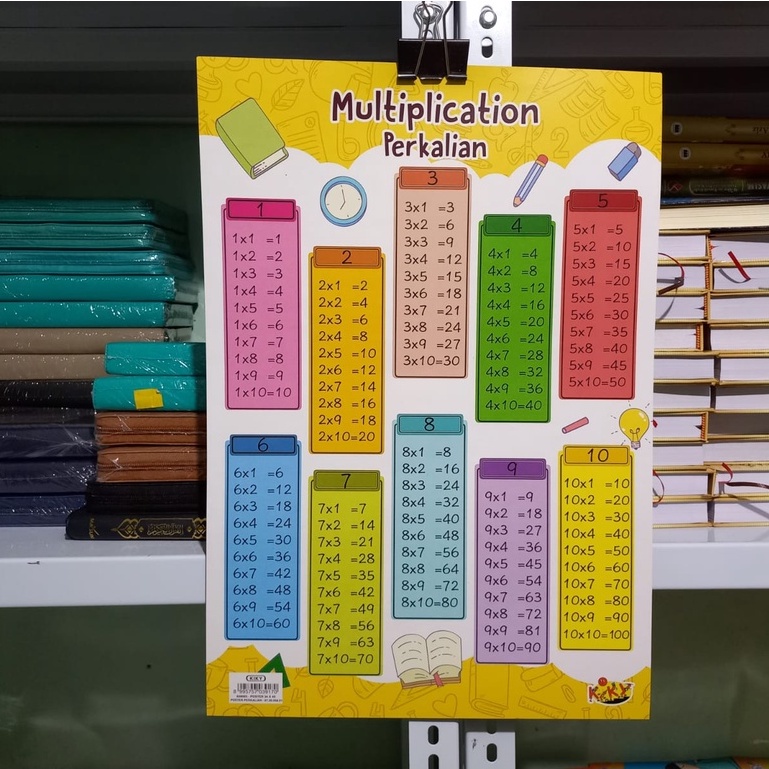 Multiplication
Perkalian
1
1x1 =1
1x2 =2
1x3 =3
1x4 =4
1x5 =5
1x6 =6
1x7 =7
1x8 =8
1x9 =9
1x10=10
2
2x1 =2
2x2 =4
2x3 =6
2x4 =8
2x5 =10
2x6 =12
2x7 =14
2x8 =16
2x9 =18
2x10=20
3
3x1 =3
3x2 =6
3x3 =9
3x4 =12
3x5 =15
3x6 =18
3x7 =21
3x8 =24
3x9 =27
3x10=30
4
4x1 =4
4x2 =8
4x3 =12
4x4 =16
4x5 =20
4x6 =24
4x7 =28
4x8 =32
4x9 =36
4x10=40
5
5x1 =5
5x2 =10
5x3 =15
5x4 =20
5x5 =25
5x6 =30
5x7 =35
5x8 =40
5x9 =45
5x10=50
6
6x1 =6
6x2 =12
6x3 =18
6x4 =24
6x5 =30
6x6 =36
6x7 =42
6x8 =48
6x9 =54
6x10=60
7
7x1 =7
7x2 =14
7x3 =21
7x4 =28
7x5 =35
7x6 =42
7x7 =49
7x8 =56
7x9 =63
7x10=70
8
8x1 =8
8x2 =16
8x3 =24
8x4 =32
8x5 =40
8x6 =48
8x7 =56
8x8 =64
8x9 =72
8x10=80
9
9x1 =9
9x2 =18
9x3 =27
9x4 =36
9x5 =45
9x6 =54
9x7 =63
9x8 =72
9x9 =81
9x10=90
10
10x1 =10
10x2 =20
10x3 =30
10x4 =40
10x5 =50
10x6 =60
10x7 =70
10x8 =80
10x9 =90
10x10=100
KIKY
KIKY